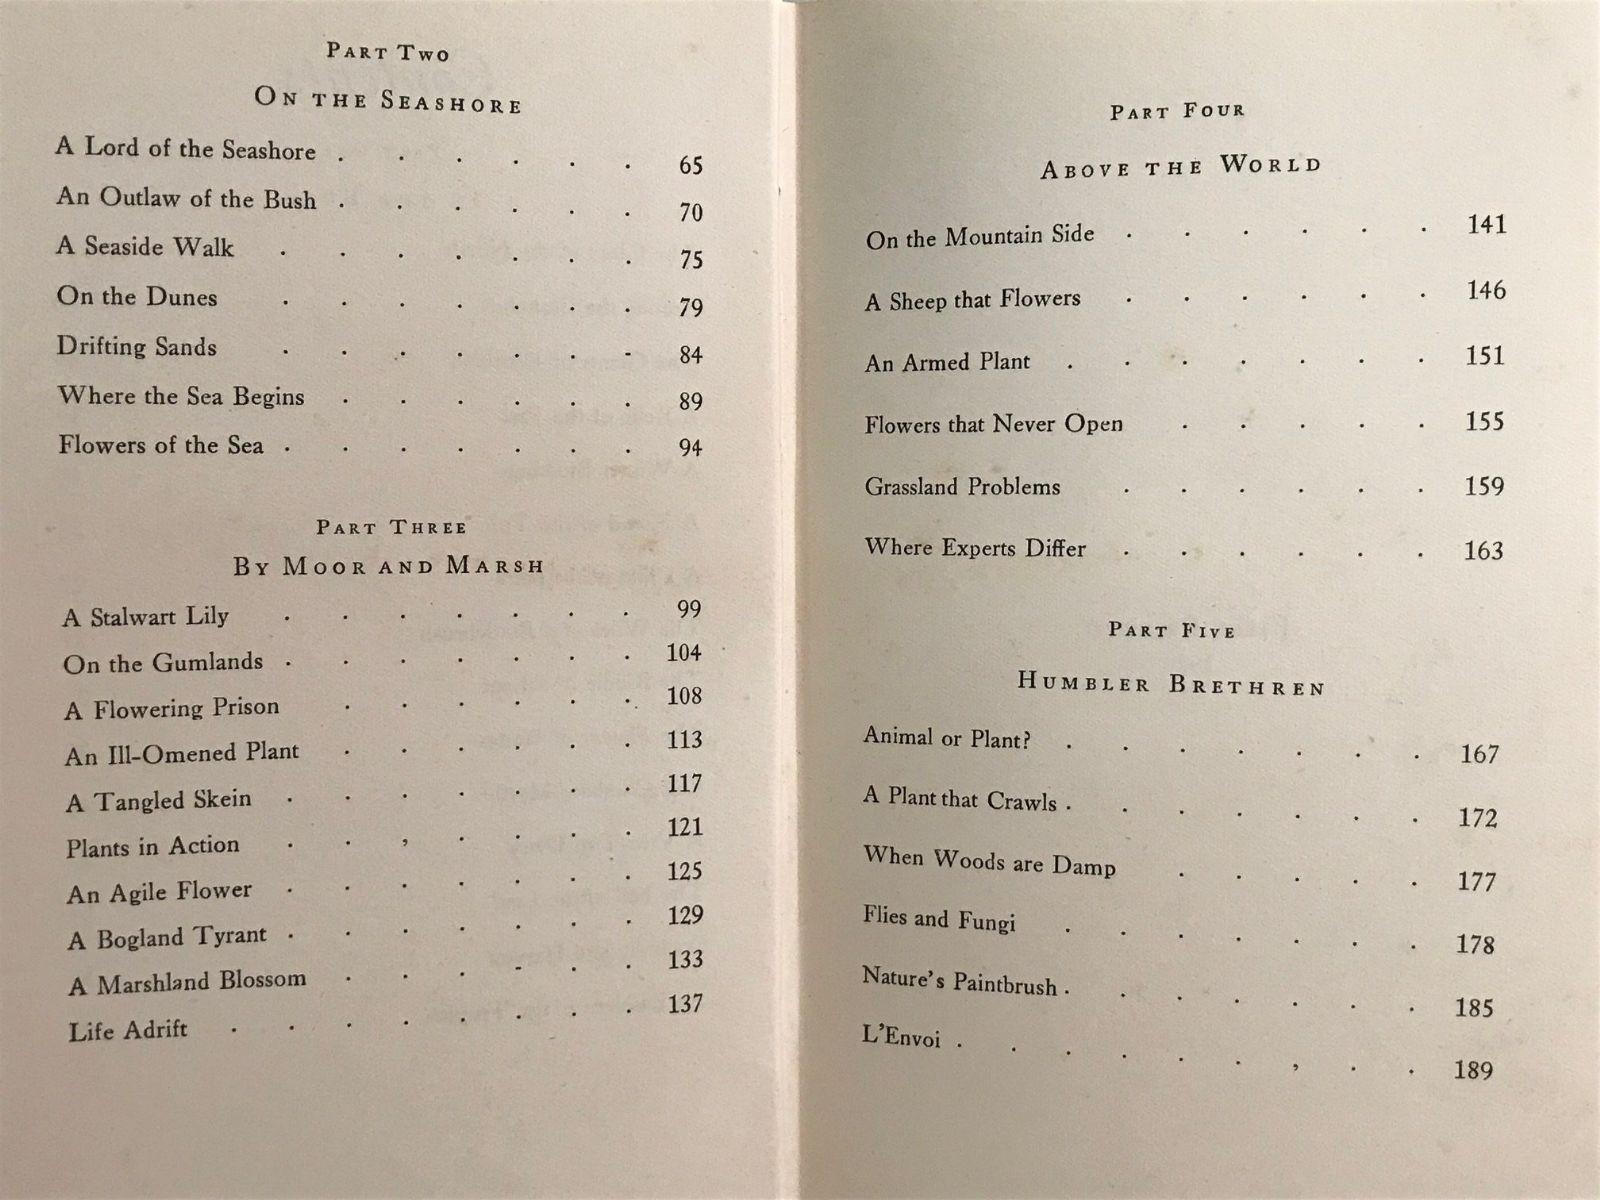 PART TWO
ON THE SEASHORE
A Lord of the Seashore . . . . . . 65
An Outlaw of the Bush . . . . . . 70
A Seaside Walk . . . . . . . 75
On the Dunes . . . . . . . 79
Drifting Sands . . . . . . . 84
Where the Sea Begins . . . . . . 89
Flowers of the Sea . . . . . . . 94
PART THREE
BY MOOR AND MARSH
A Stalwart Lily . . . . . . . 99
On the Gumlands . . . . . . . 104
A Flowering Prison . . . . . . 108
An Ill-Omened Plant . . . . . . 113
A Tangled Skein . . . . . . . 117
Plants in Action . . . . . . . 121
An Agile Flower . . . . . . . 125
A Bogland Tyrant . . . . . . . 129
A Marshland Blossom . . . . . . 133
Life Adrift . . . . . . . . 137
PART FOUR
ABOVE THE WORLD
On the Mountain Side . . . . . . 141
A Sheep that Flowers . . . . . . 146
An Armed Plant . . . . . . . 151
Flowers that Never Open . . . . . 155
Grassland Problems . . . . . . 159
Where Experts Differ . . . . . . 163
PART FIVE
HUMBLER BRETHREN
Animal or Plant? . . . . . . . 167
A Plant that Crawls . . . . . . . 172
When Woods are Damp . . . . . 177
Flies and Fungi . . . . . . . 178
Nature's Paintbrush . . . . . . . 185
L'Envoi . . . . . . . . . 189